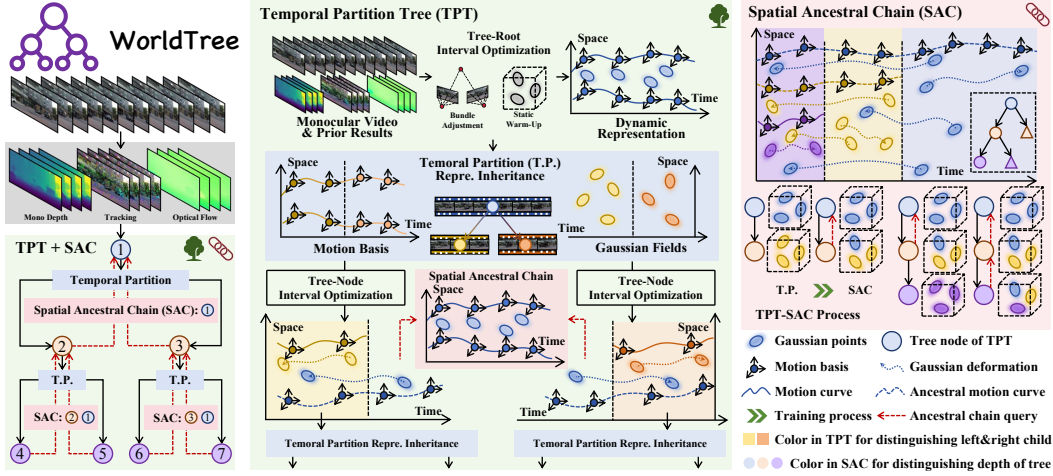 WorldTree
Mono Depth
Tracking
Optical Flow
TPT + SAC
1
Temporal Partition
Spatial Ancestral Chain (SAC): 1
2
3
T.P.
T.P.
SAC: 2 1
SAC: 3 1
4
5
6
7
Temporal Partition Tree (TPT)
Tree-Root
Interval Optimization
Monocular Video
& Prior Results
Bundle
Adjustment
Static
Warm-Up
Space
Time
Dynamic
Representation
Temoral Partition (T.P.)
Repre. Inheritance
Space
Time
Motion Basis
Gaussian Fields
Tree-Node
Interval Optimization
Spatial Ancestral Chain
Space
Time
Tree-Node
Interval Optimization
Space
Time
Space
Time
Temporal Partition Repre. Inheritance
Temporal Partition Repre. Inheritance
Spatial Ancestral Chain (SAC)
Space
Time
T.P.
SAC
TPT-SAC Process
Gaussian points
Tree node of TPT
Motion basis
Gaussian deformation
Motion curve
Ancestral motion curve
Training process
Ancestral chain query
Color in TPT for distinguishing left&right child
Color in SAC for distinguishing depth of tree